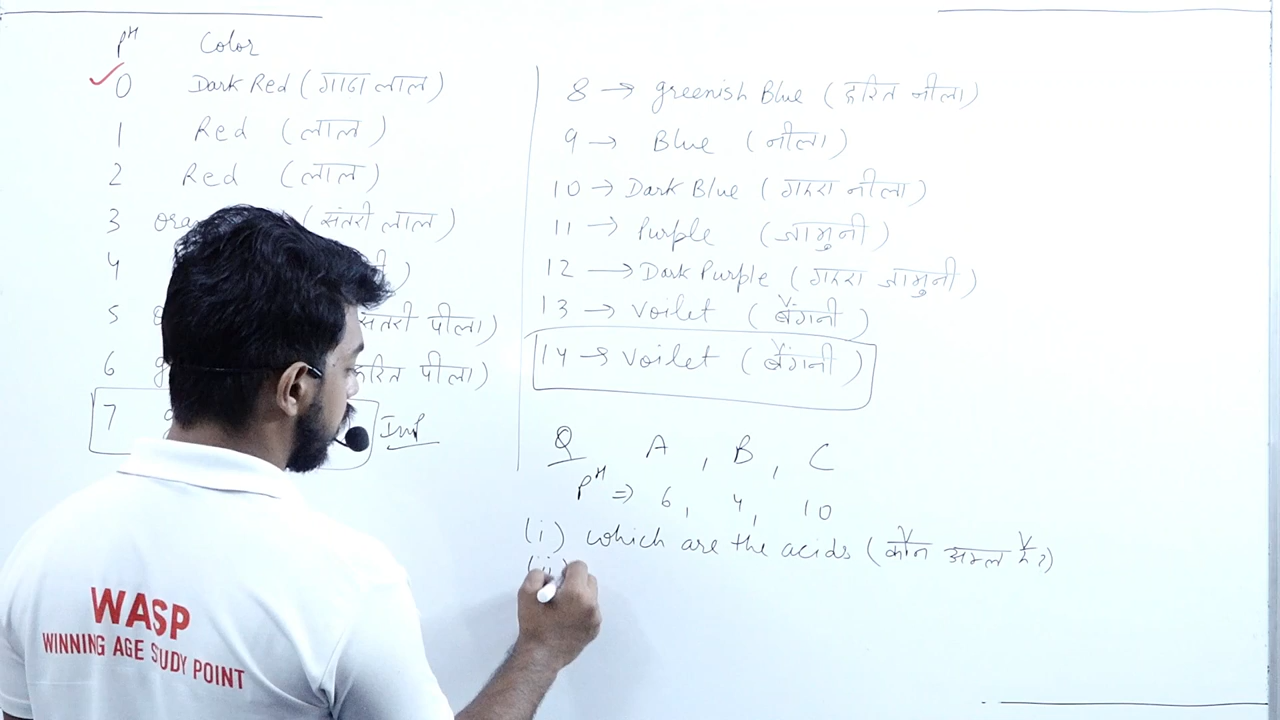 pH Color
0 Dark Red (गाढा लाल)
1 Red (लाल)
2 Red (लाल)
3 (संतरी लाल)
4
5 संतरी पीला)
6 हरित पीला)
7 Imp
8 → greenish Blue (हरित नीला)
9 → Blue (नीला)
10 → Dark Blue (गहरा नीला)
11 → Purple (जामुनी)
12 → Dark Purple (गहरा जामुनी)
13 → Voilet (बैंगनी)
14 → Voilet (बैंगनी)
Q A, B, C
pH ⇒ 6, 4, 10
(i) which are the acids (कौन अम्ल है?)
(ii)
WASP
WINNING AGE STUDY POINT